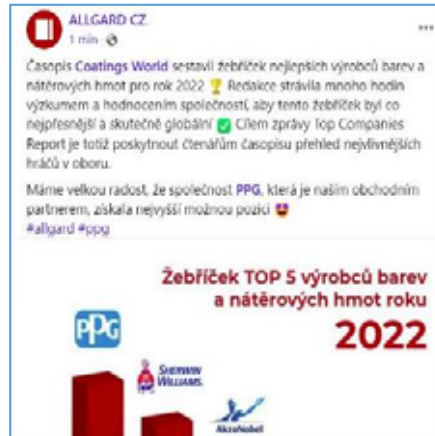 ALLGARD CZ
1 min ·
Časopis Coatings World sestavil žebříček nejlepších výrobců barev a
nátěrových hmot pro rok 2022 🏆 Redakce strávila mnoho hodin
výzkumem a hodnocením společností, aby tento žebříček byl co
nejpřesnější a skutečně globální ✅ Cílem zprávy Top Companies
Report je totiž poskytnout čtenářům časopisu přehled nejvlivnějších
hráčů v oboru.
Máme velkou radost, že společnost PPG, která je naším obchodním
partnerem, získala nejvyšší možnou pozici 🤩
#allgard #ppg
Žebříček TOP 5 výrobců barev
a nátěrových hmot roku
2022
PPG
SHERWIN
WILLIAMS.
AkzoNobel